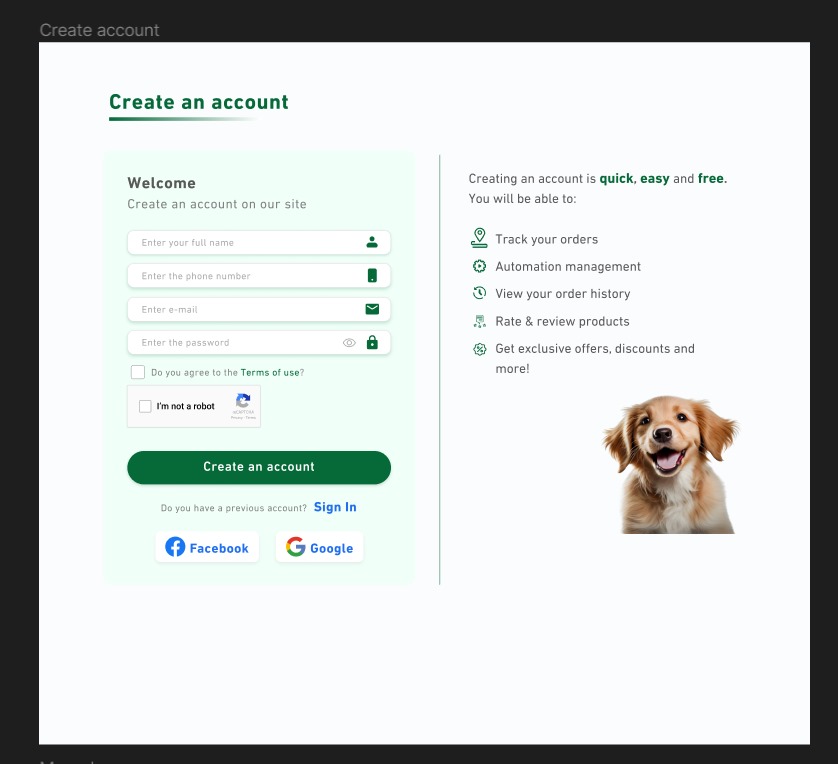 Create account
Create an account
Welcome
Create an account on our site
Enter your full name
Enter the phone number
Enter e-mail
Enter the password
Do you agree to the Terms of use?
I'm not a robot
reCAPTCHA
Privacy - Terms
Create an account
Do you have a previous account? Sign In
Facebook
Google
Creating an account is quick, easy and free.
You will be able to:
Track your orders
Automation management
View your order history
Rate & review products
Get exclusive offers, discounts and
more!